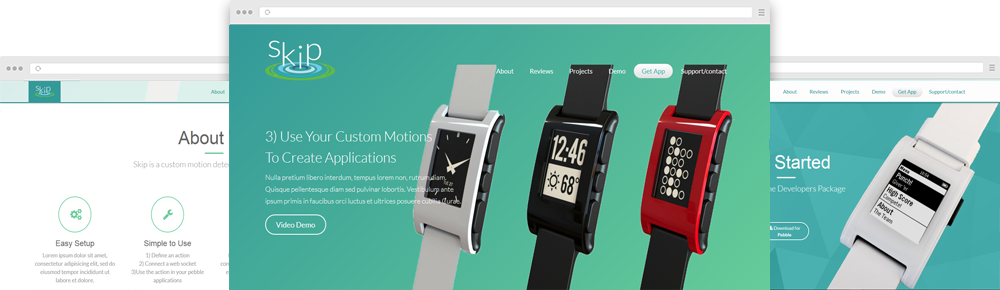 Skip
About
About
Skip is a custom motion detec
Easy Setup
Lorem ipsum dolor sit amet,
consectetur adipiscing elit, sed do
eiusmod tempor incididunt ut
labore et dolore.
Simple to Use
1) Define an action
2) Connect a web socket
3)Use the action in your pebble
applications
Skip
About Reviews Projects Demo Get App Support/contact
3) Use Your Custom Motions
To Create Applications
Nulla pretium libero interdum, tempus lorem non, rutrum diam.
Quisque pellentesque diam sed pulvinar lobortis. Vestibulum ante
ipsum primis in faucibus orci luctus et ultrices posuere cubilia Curae.
Video Demo
12:46
68°
About Reviews Projects Demo Get App Support/contact
Started
he Developers Package
Download for
Pebble
Punch!
High Score
About
The Team